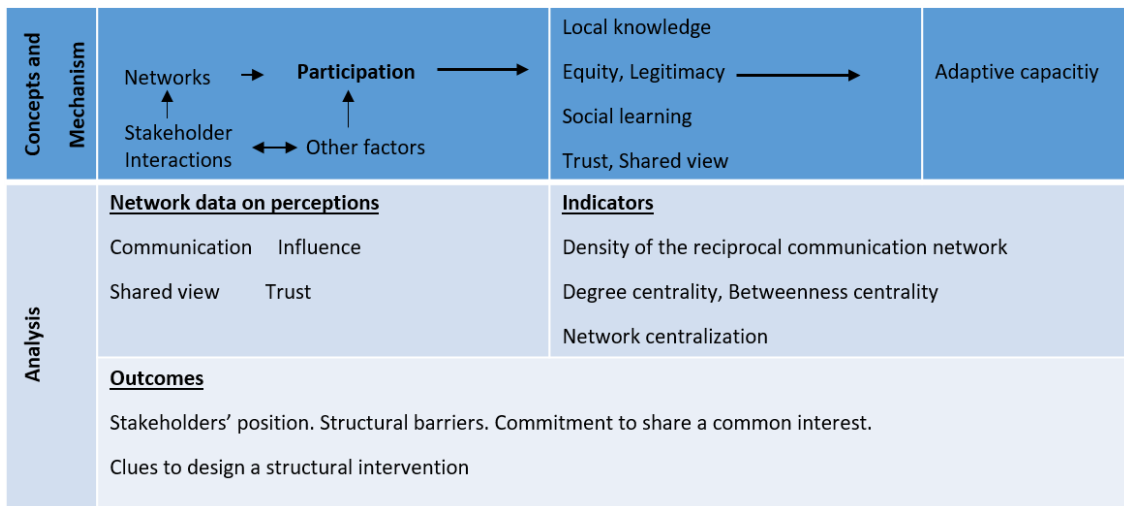 Concepts and
Mechanism
Networks
Participation
Stakeholder
Interactions
Other factors
Local knowledge
Equity, Legitimacy
Social learning
Trust, Shared view
Adaptive capacitiy
Analysis
Network data on perceptions
Communication Influence
Shared view Trust
Indicators
Density of the reciprocal communication network
Degree centrality, Betweenness centrality
Network centralization
Outcomes
Stakeholders’ position. Structural barriers. Commitment to share a common interest.
Clues to design a structural intervention